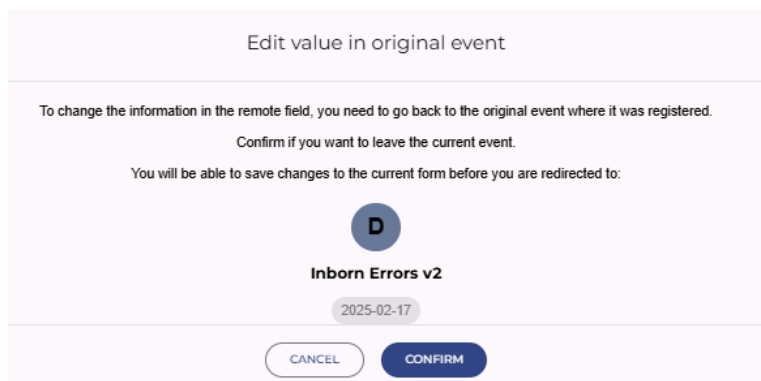 Edit value in original event
To change the information in the remote field, you need to go back to the original event where it was registered.
Confirm if you want to leave the current event.
You will be able to save changes to the current form before you are redirected to:
D
Inborn Errors v2
2025-02-17
CANCEL CONFIRM